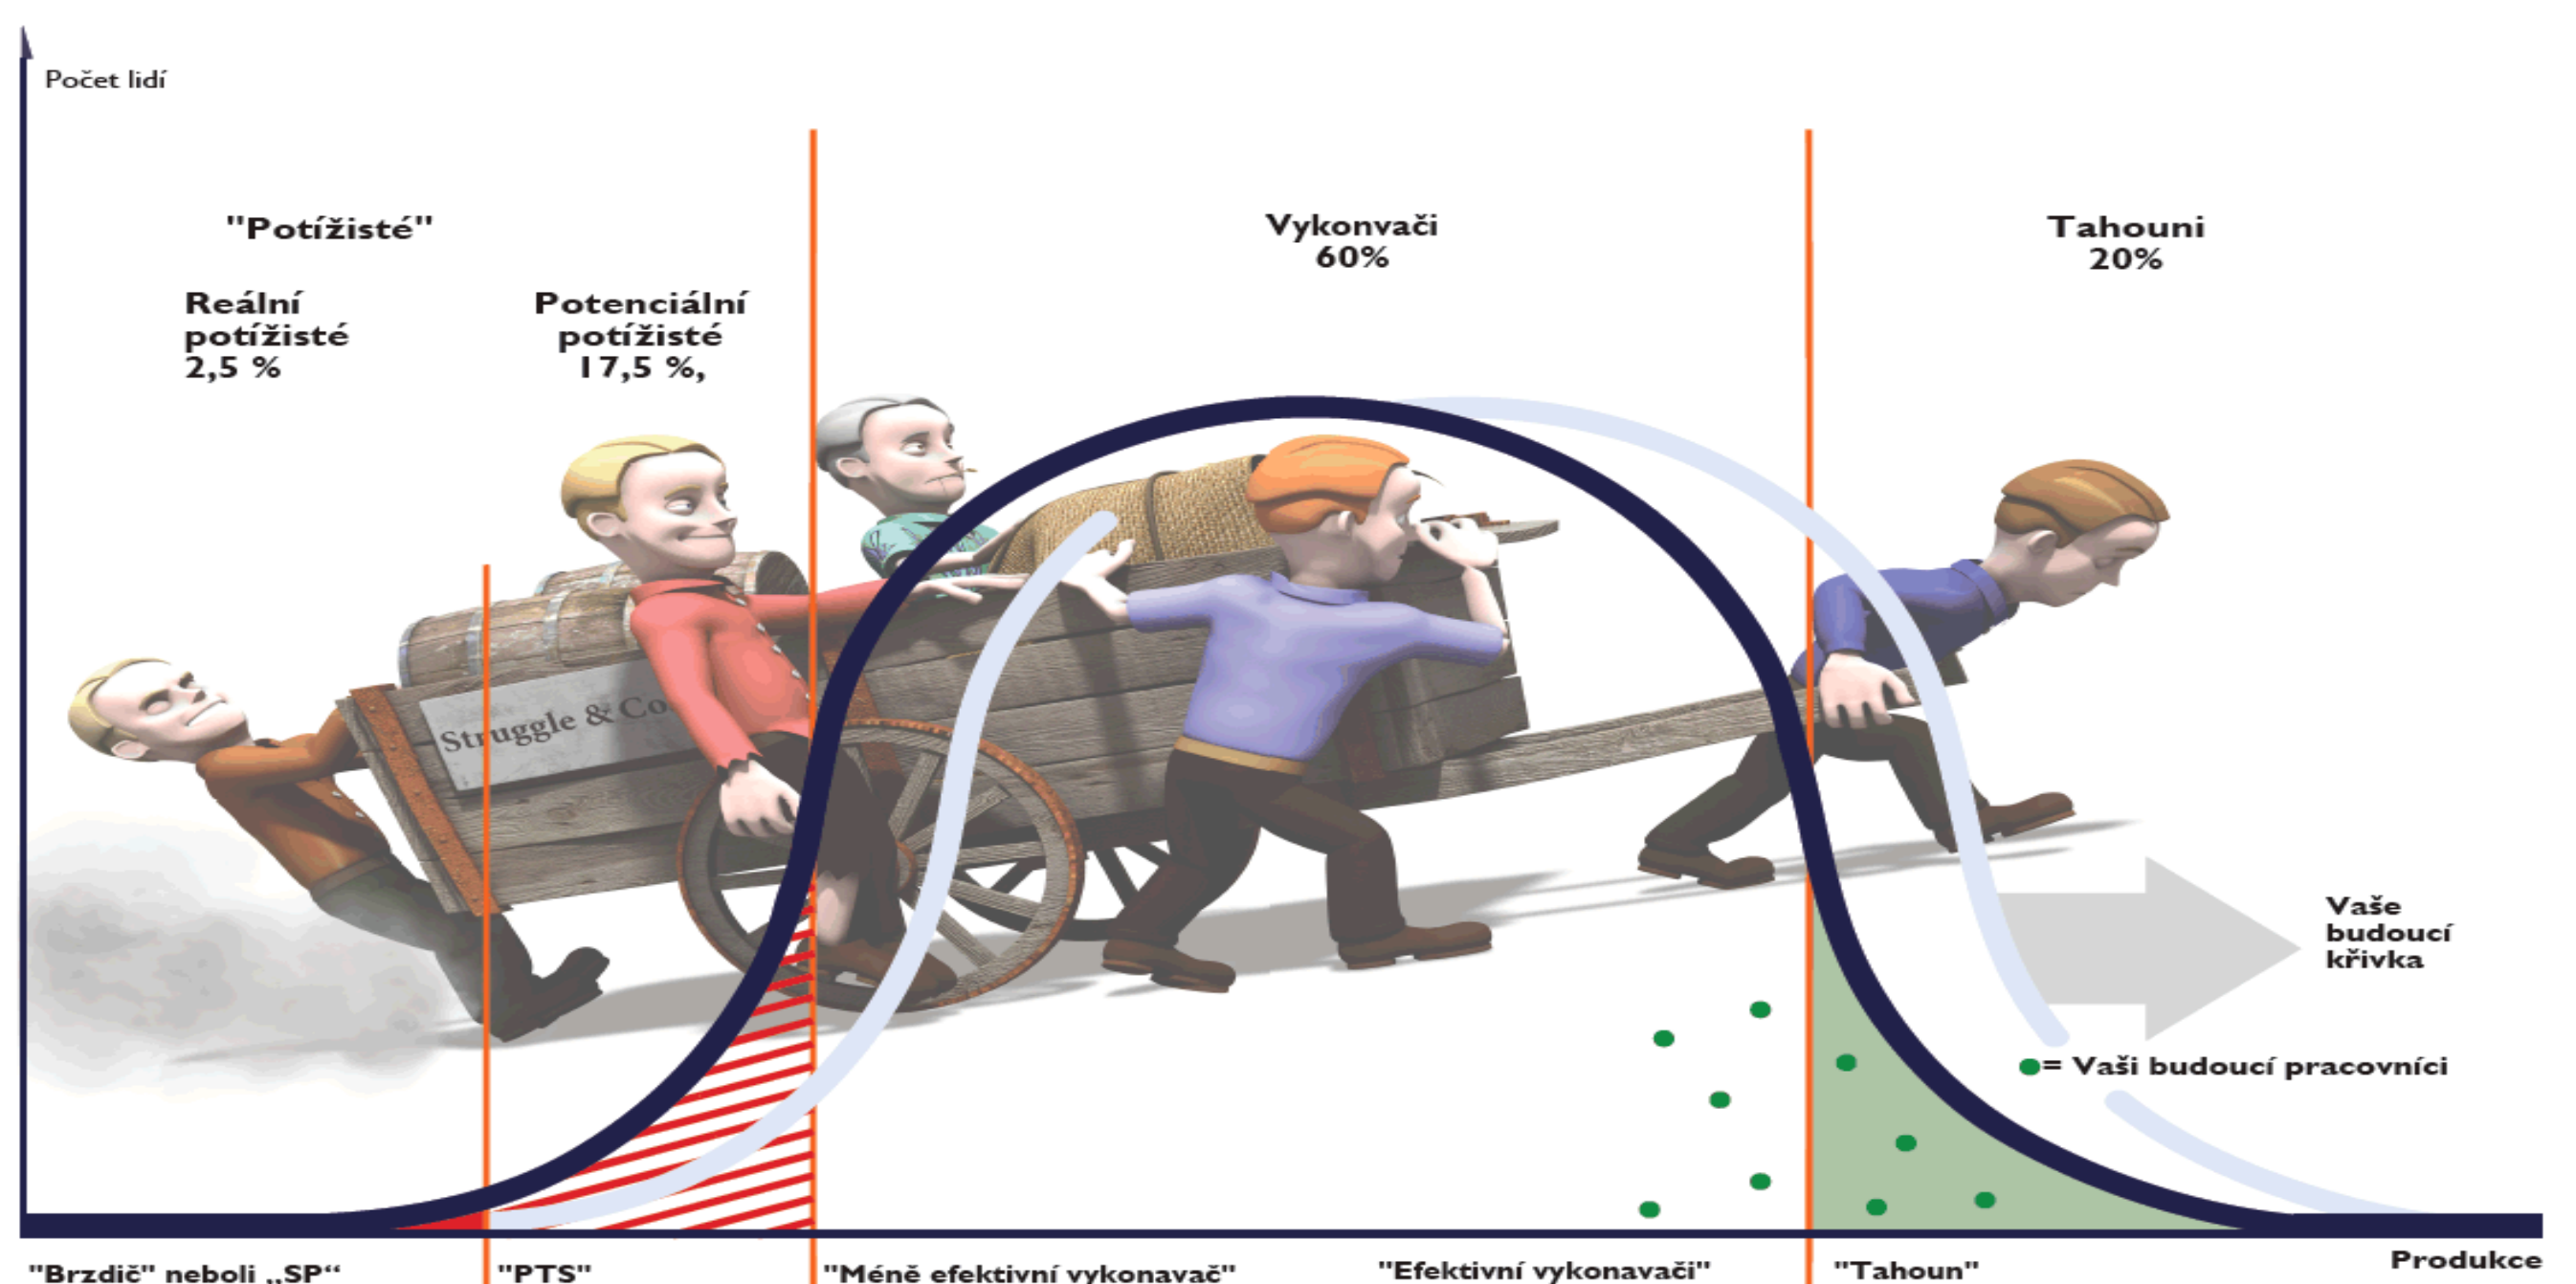 Počet lidí
"Potížisté"
Vykonvači
60%
Tahouni
20%
Reální
potížisté
2,5 %
Potenciální
potížisté
17,5 %,
Struggle & Co
Vaše
budoucí
křivka
= Vaši budoucí pracovníci
Produkce
"Brzdič" neboli „SP“
"PTS"
"Méně efektivní vykonavač"
"Efektivní vykonavači"
"Tahoun"